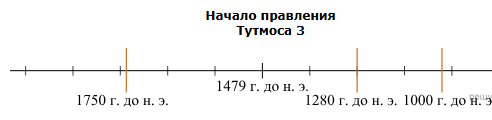 Начало правления
Тутмоса 3
1750 г. до н. э.
1479 г. до н. э.
1280 г. до н. э.
1000 г. до н. э.